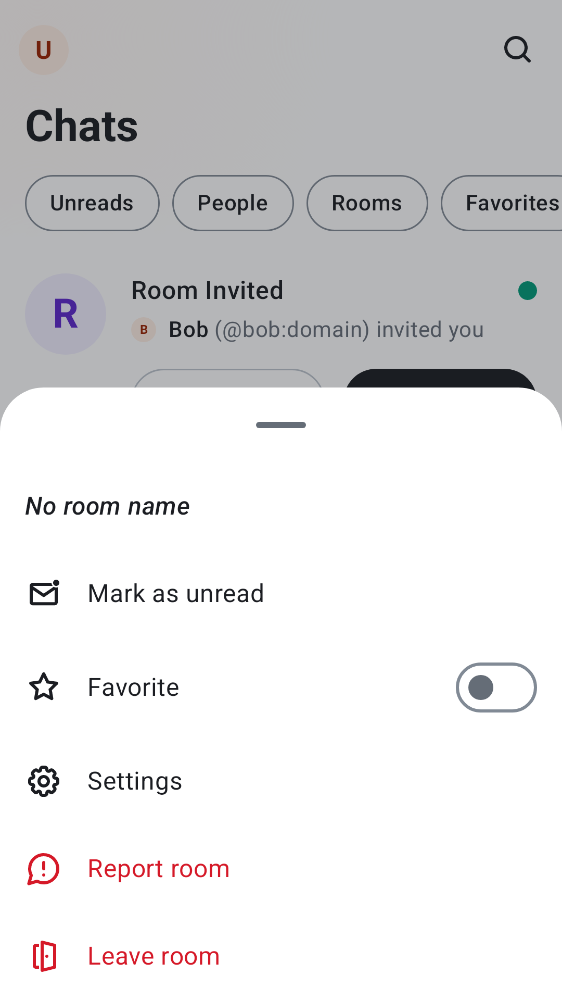 U
Chats
Unreads People Rooms Favorites
R
Room Invited
B Bob (@bob:domain) invited you
No room name
Mark as unread
Favorite
Settings
Report room
Leave room